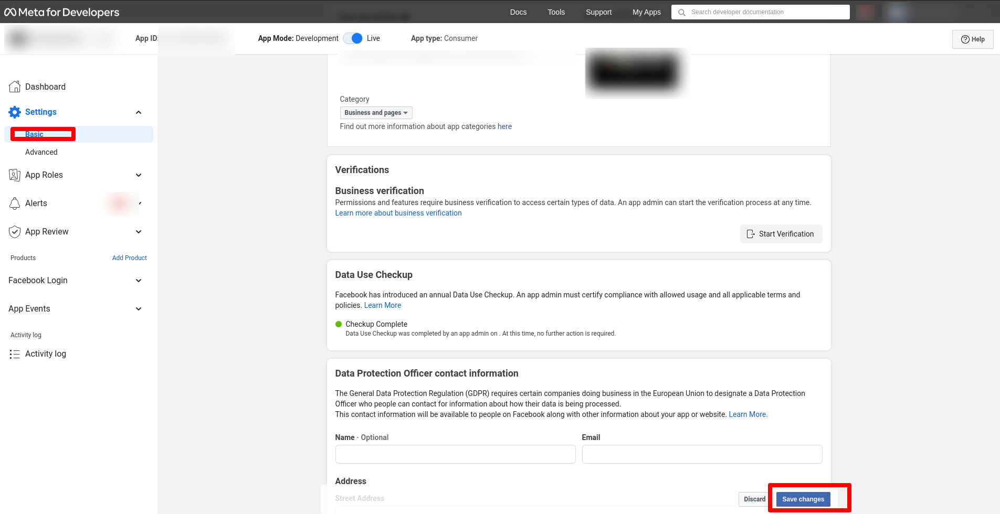 Meta for Developers
Docs
Tools
Support
My Apps
Search developer documentation
App ID:
App Mode: Development
Live
App type: Consumer
Help
Dashboard
Settings
Basic
Advanced
App Roles
Alerts
App Review
Products
Add Product
Facebook Login
App Events
Activity log
Activity log
Category
Business and pages
Find out more information about app categories here
Verifications
Business verification
Permissions and features require business verification to access certain types of data. An app admin can start the verification process at any time.
Learn more about business verification
Start Verification
Data Use Checkup
Facebook has introduced an annual Data Use Checkup. An app admin must certify compliance with allowed usage and all applicable terms and
policies. Learn More
Checkup Complete
Data Use Checkup was completed by an app admin on . At this time, no further action is required.
Data Protection Officer contact information
The General Data Protection Regulation (GDPR) requires certain companies doing business in the European Union to designate a Data Protection
Officer who people can contact for information about how their data is being processed.
This contact information will be available to people on Facebook along with other information about your app or website. Learn More.
Name · Optional
Email
Address
Street Address
Discard
Save changes